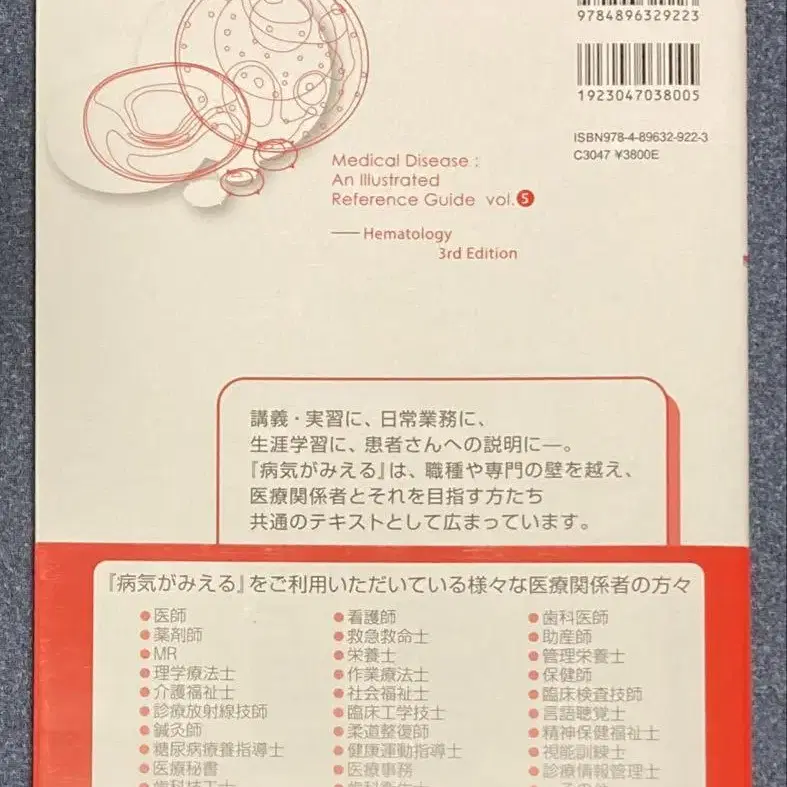 9784896329223
1923047038005
ISBN978-4-89632-922-3
C3047 ¥3800E
Medical Disease :
An Illustrated
Reference Guide vol.5
Hematology
3rd Edition
講義・実習に、日常業務に、
生涯学習に、患者さんへの説明に―。
『病気がみえる』は、職種や専門の壁を越え、
医療関係者とそれを目指す方たち
共通のテキストとして広まっています。
『病気がみえる』をご利用いただいている様々な医療関係者の方々
●医師 ●看護師 ●歯科医師
●薬剤師 ●救急救命士 ●助産師
●MR ●栄養士 ●管理栄養士
●理学療法士 ●作業療法士 ●保健師
●介護福祉士 ●社会福祉士 ●臨床検査技師
●診療放射線技師 ●臨床工学技士 ●言語聴覚士
●鍼灸師 ●柔道整復師 ●精神保健福祉士
●糖尿病療養指導士 ●健康運動指導士 ●視能訓練士
●医療秘書 ●医療事務 ●診療情報管理士
●歯科技工士 ●歯科衛生士 ●その他